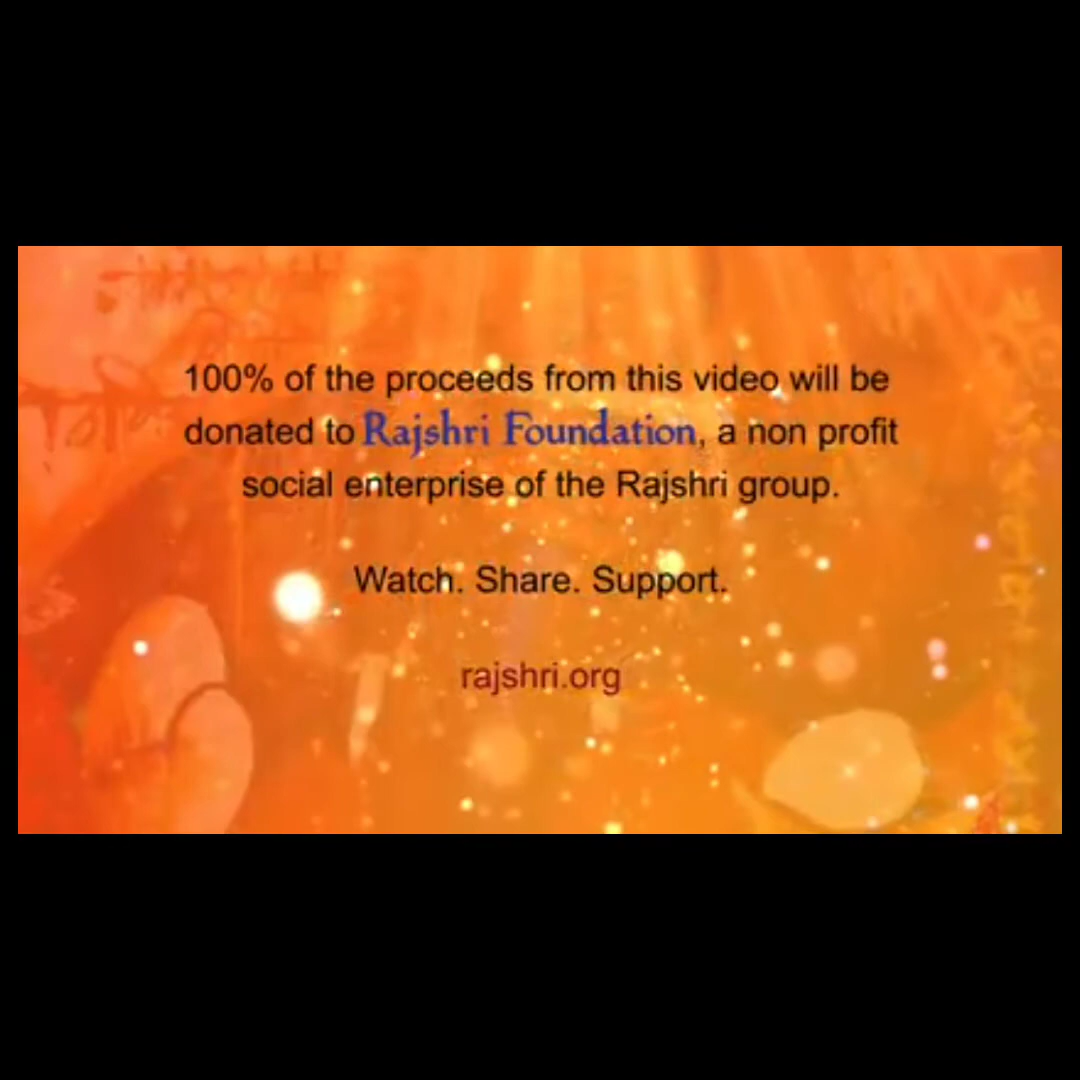 100% of the proceeds from this video will be
donated to Rajshri Foundation, a non profit
social enterprise of the Rajshri group.
Watch. Share. Support.
rajshri.org